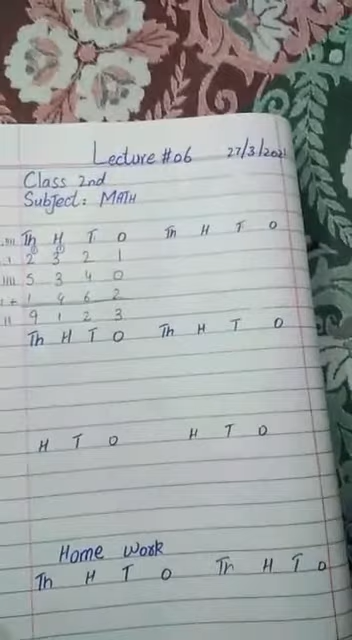 Lecture #06 27/3/2021
Class 2nd
Subject: MATH
Th H T O Th H T O
2 3 2 1
5 3 4 0
+ 1 4 6 2
9 1 2 3
Th H T O Th H T O
H T O H T O
Home Work
Th H T O Th H T O